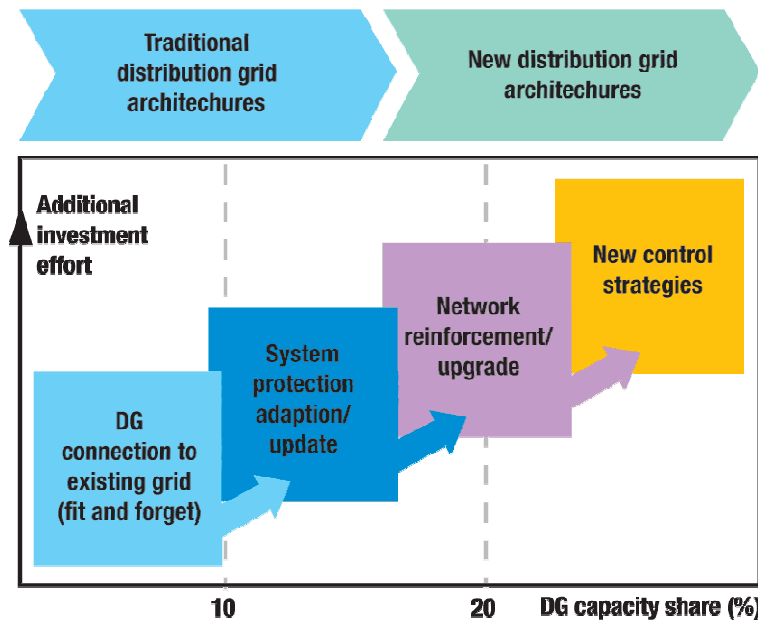 Traditional
distribution grid
architechures
New distribution grid
architechures
Additional
investment
effort
New control
strategies
Network
reinforcement/
upgrade
System
protection
adaption/
update
DG
connection to
existing grid
(fit and forget)
10
20
DG capacity share (%)